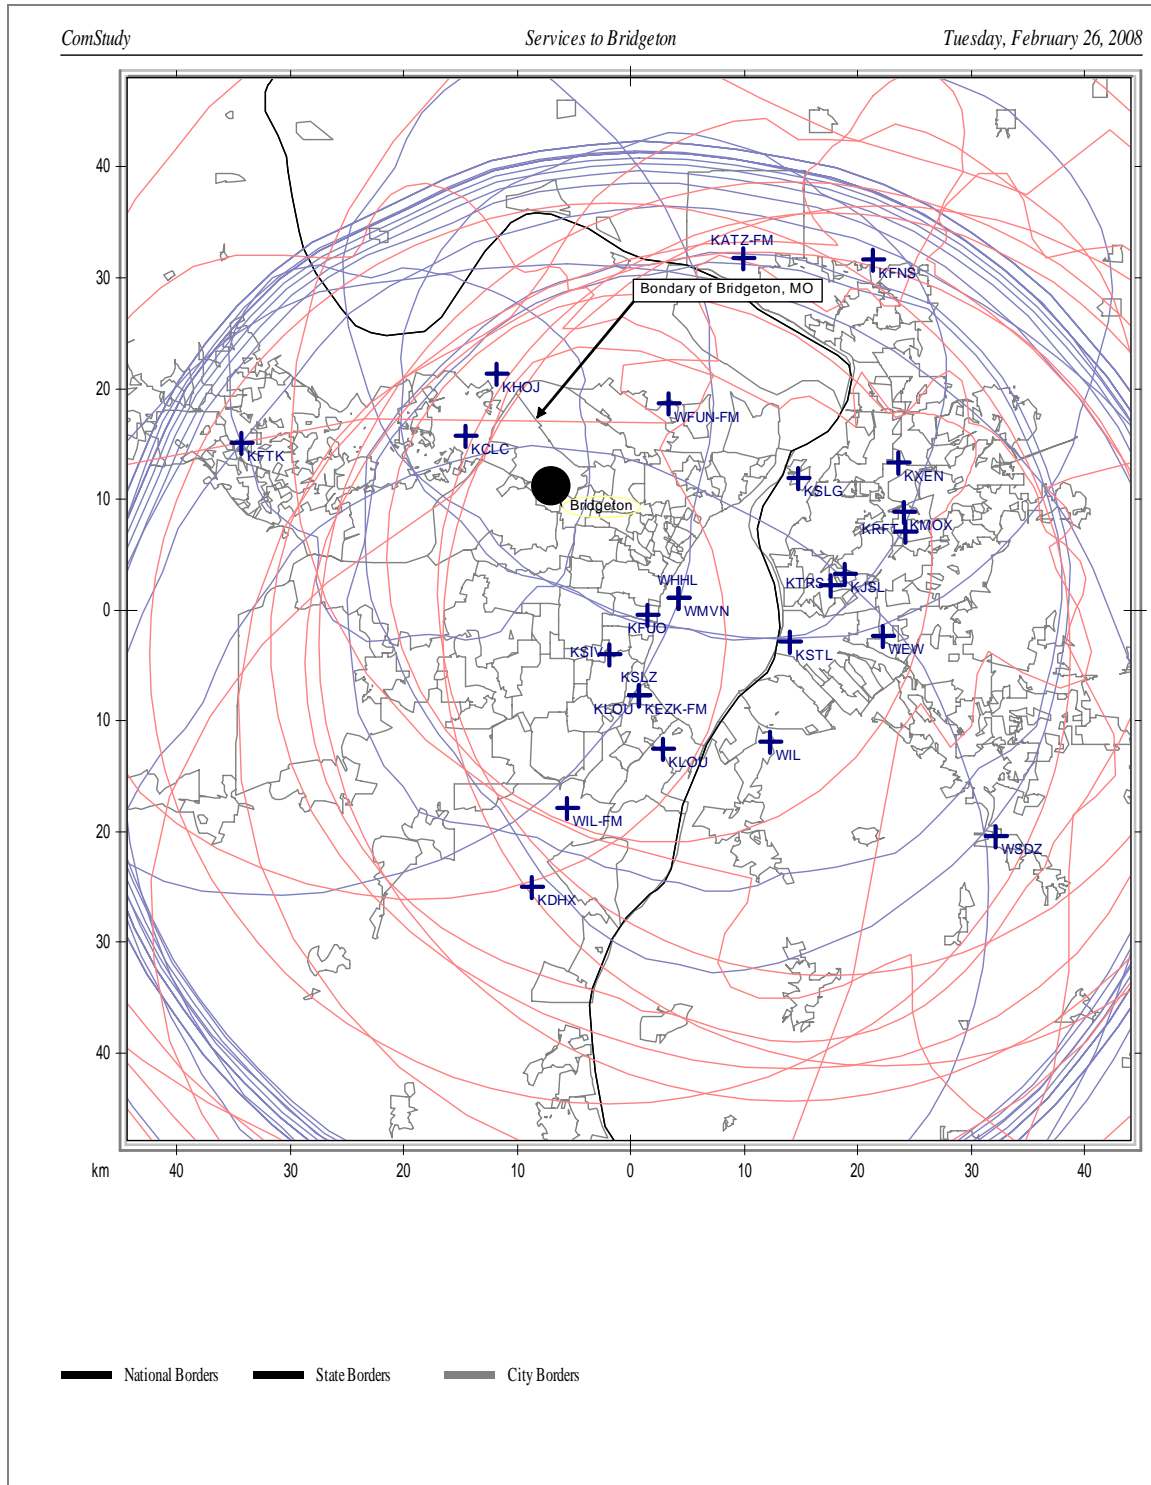 ComStudy Services to Bridgeton Tuesday, February 26, 2008
40
KATZ-FM
30
KFNS
Bondary of Bridgeton, MO
20
KHOJ
WFUN-FM
KCLC
KFTK
KXEN
KSLG
10
Bridgeton
KMOX
KRFT
WHHL
KTRS
KJSL
0
WMVN
KFUO
KSTL
WEW
KSIV
KSLZ
KLOU
KEZK-FM
10
KLOU
WIL
WIL-FM
20
WSDZ
KDHX
30
40
km 40 30 20 10 0 10 20 30 40
National Borders State Borders City Borders